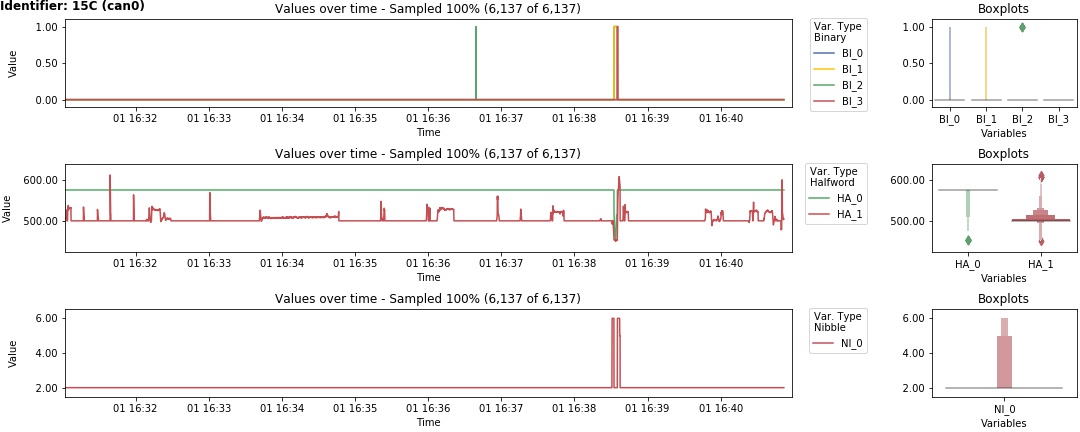 Identifier: 15C (can0)
Values over time - Sampled 100% (6,137 of 6,137)
Boxplots
Value
1.00
0.50
0.00
01 16:32 01 16:33 01 16:34 01 16:35 01 16:36 01 16:37 01 16:38 01 16:39 01 16:40
Time
Var. Type
Binary
BI_0
BI_1
BI_2
BI_3
1.00
0.50
0.00
BI_0 BI_1 BI_2 BI_3
Variables
Values over time - Sampled 100% (6,137 of 6,137)
Boxplots
Value
600.00
500.00
01 16:32 01 16:33 01 16:34 01 16:35 01 16:36 01 16:37 01 16:38 01 16:39 01 16:40
Time
Var. Type
Halfword
HA_0
HA_1
600.00
500.00
HA_0 HA_1
Variables
Values over time - Sampled 100% (6,137 of 6,137)
Boxplots
Value
6.00
4.00
2.00
01 16:32 01 16:33 01 16:34 01 16:35 01 16:36 01 16:37 01 16:38 01 16:39 01 16:40
Time
Var. Type
Nibble
NI_0
6.00
4.00
2.00
NI_0
Variables